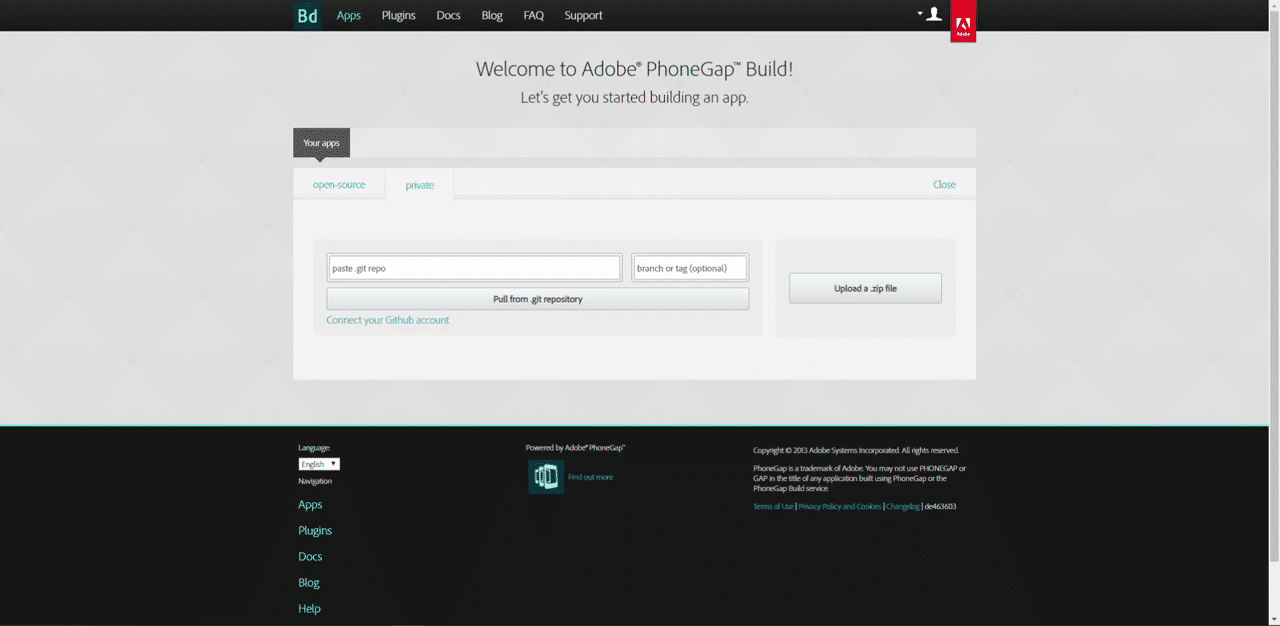 Bd Apps Plugins Docs Blog FAQ Support
Adobe
Welcome to Adobe® PhoneGap™ Build!
Let's get you started building an app.
Your apps
open-source private Close
paste .git repo branch or tag (optional)
Pull from .git repository
Connect your Github account
Upload a .zip file
Language:
English
Navigation
Apps
Plugins
Docs
Blog
Help
Powered by Adobe® PhoneGap™
Find out more
Copyright © 2013 Adobe Systems Incorporated. All rights reserved.
PhoneGap is a trademark of Adobe. You may not use PHONEGAP or
GAP in the title of any application built using PhoneGap or the
PhoneGap Build service.
Terms of Use | Privacy Policy and Cookies | Changelog | de463603